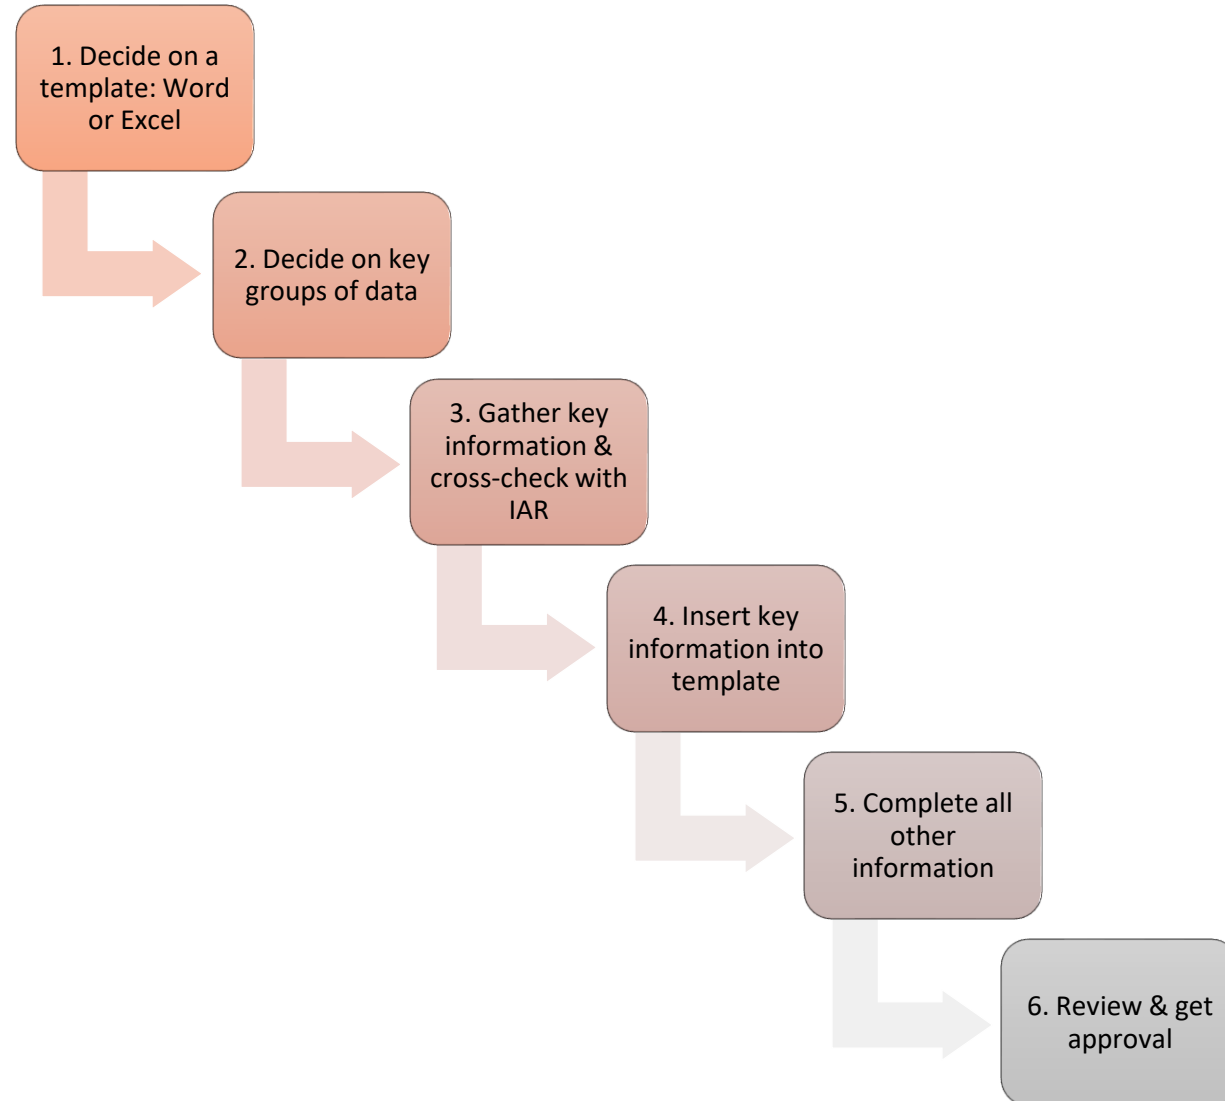 1. Decide on a
template: Word
or Excel
2. Decide on key
groups of data
3. Gather key
information &
cross-check with
IAR
4. Insert key
information into
template
5. Complete all
other
information
6. Review & get
approval